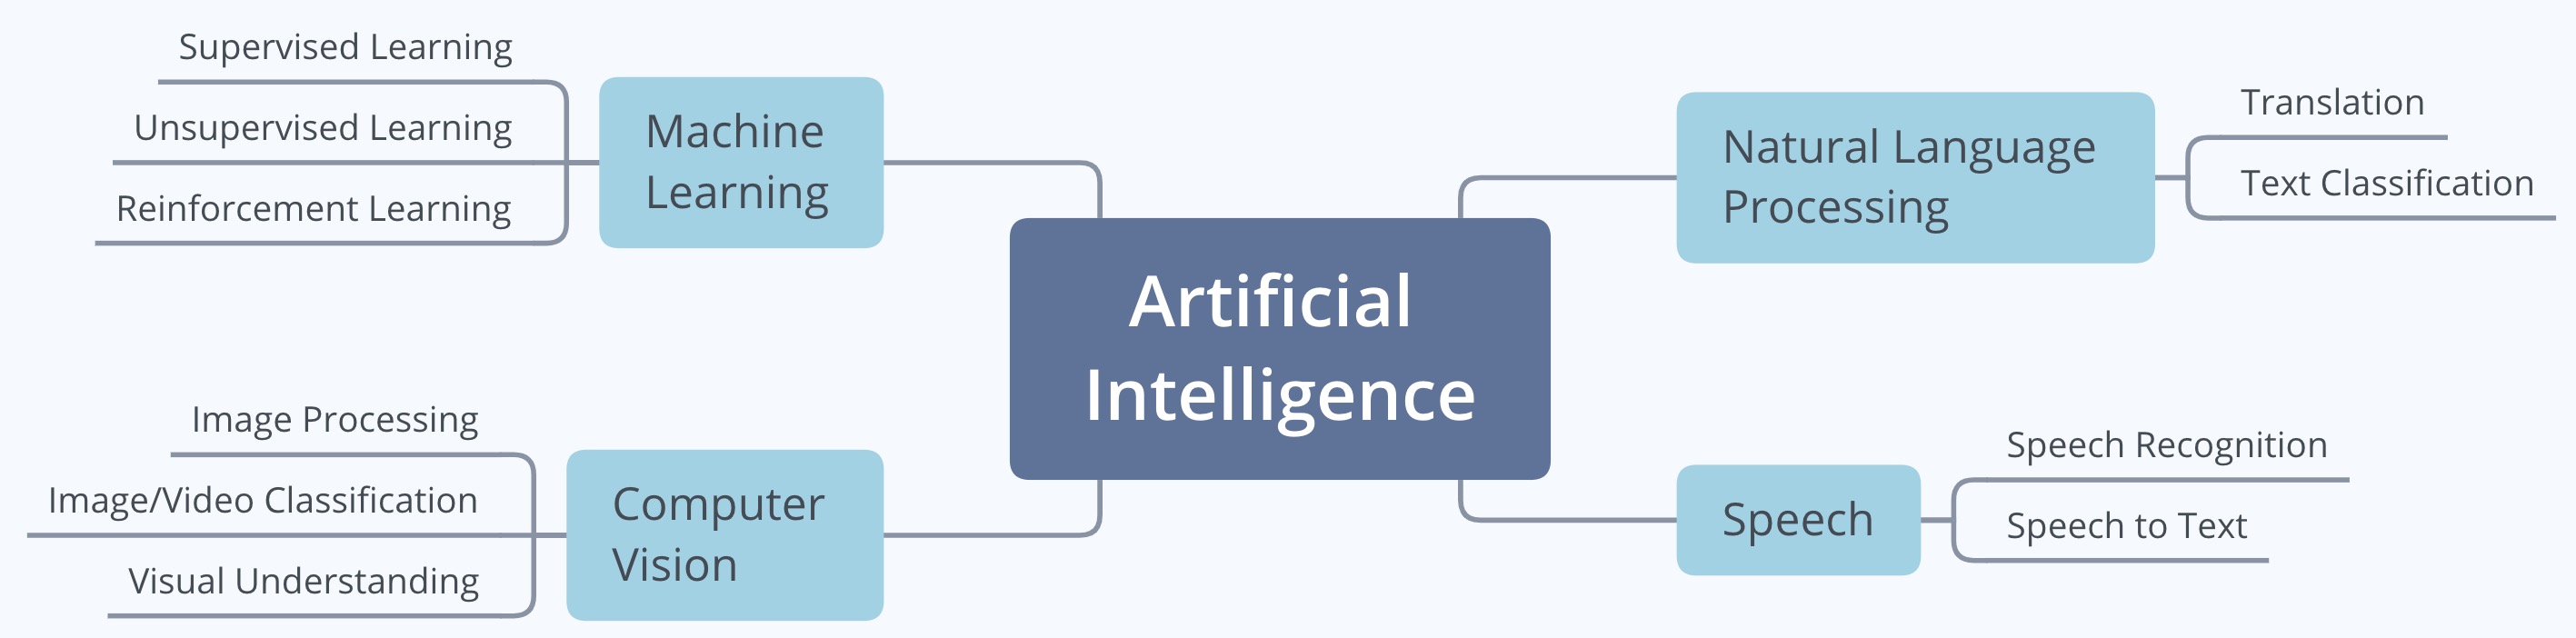 Supervised Learning
Unsupervised Learning
Reinforcement Learning
Machine
Learning
Image Processing
Image/Video Classification
Visual Understanding
Computer
Vision
Artificial
Intelligence
Natural Language
Processing
Translation
Text Classification
Speech
Speech Recognition
Speech to Text